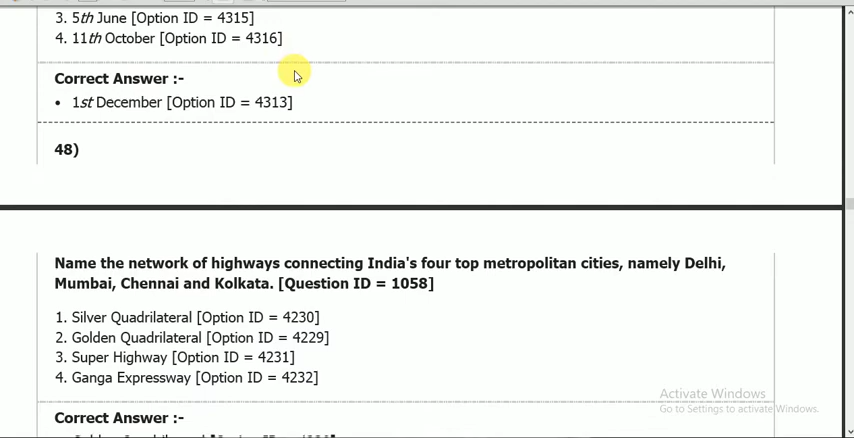 3. 5th June [Option ID = 4315]
4. 11th October [Option ID = 4316]
Correct Answer :-
• 1st December [Option ID = 4313]
48)
Name the network of highways connecting India's four top metropolitan cities, namely Delhi,
Mumbai, Chennai and Kolkata. [Question ID = 1058]
1. Silver Quadrilateral [Option ID = 4230]
2. Golden Quadrilateral [Option ID = 4229]
3. Super Highway [Option ID = 4231]
4. Ganga Expressway [Option ID = 4232]
Activate Windows
Go to Settings to activate Windows.
Correct Answer :-